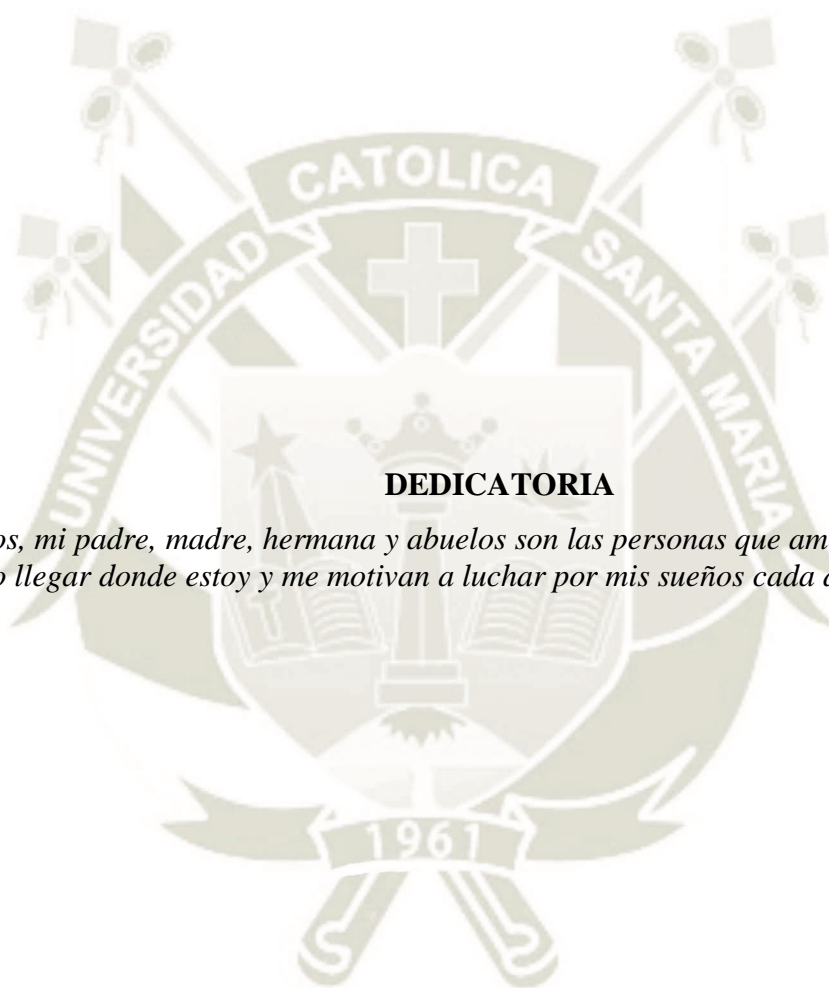 CATOLICA
UNIVERSIDAD
SANTA MARIA
DEDICATORIA
mi padre, madre, hermana y abuelos son las personas que
llegar donde estoy y me motivan a luchar por mis sueños cada
1961